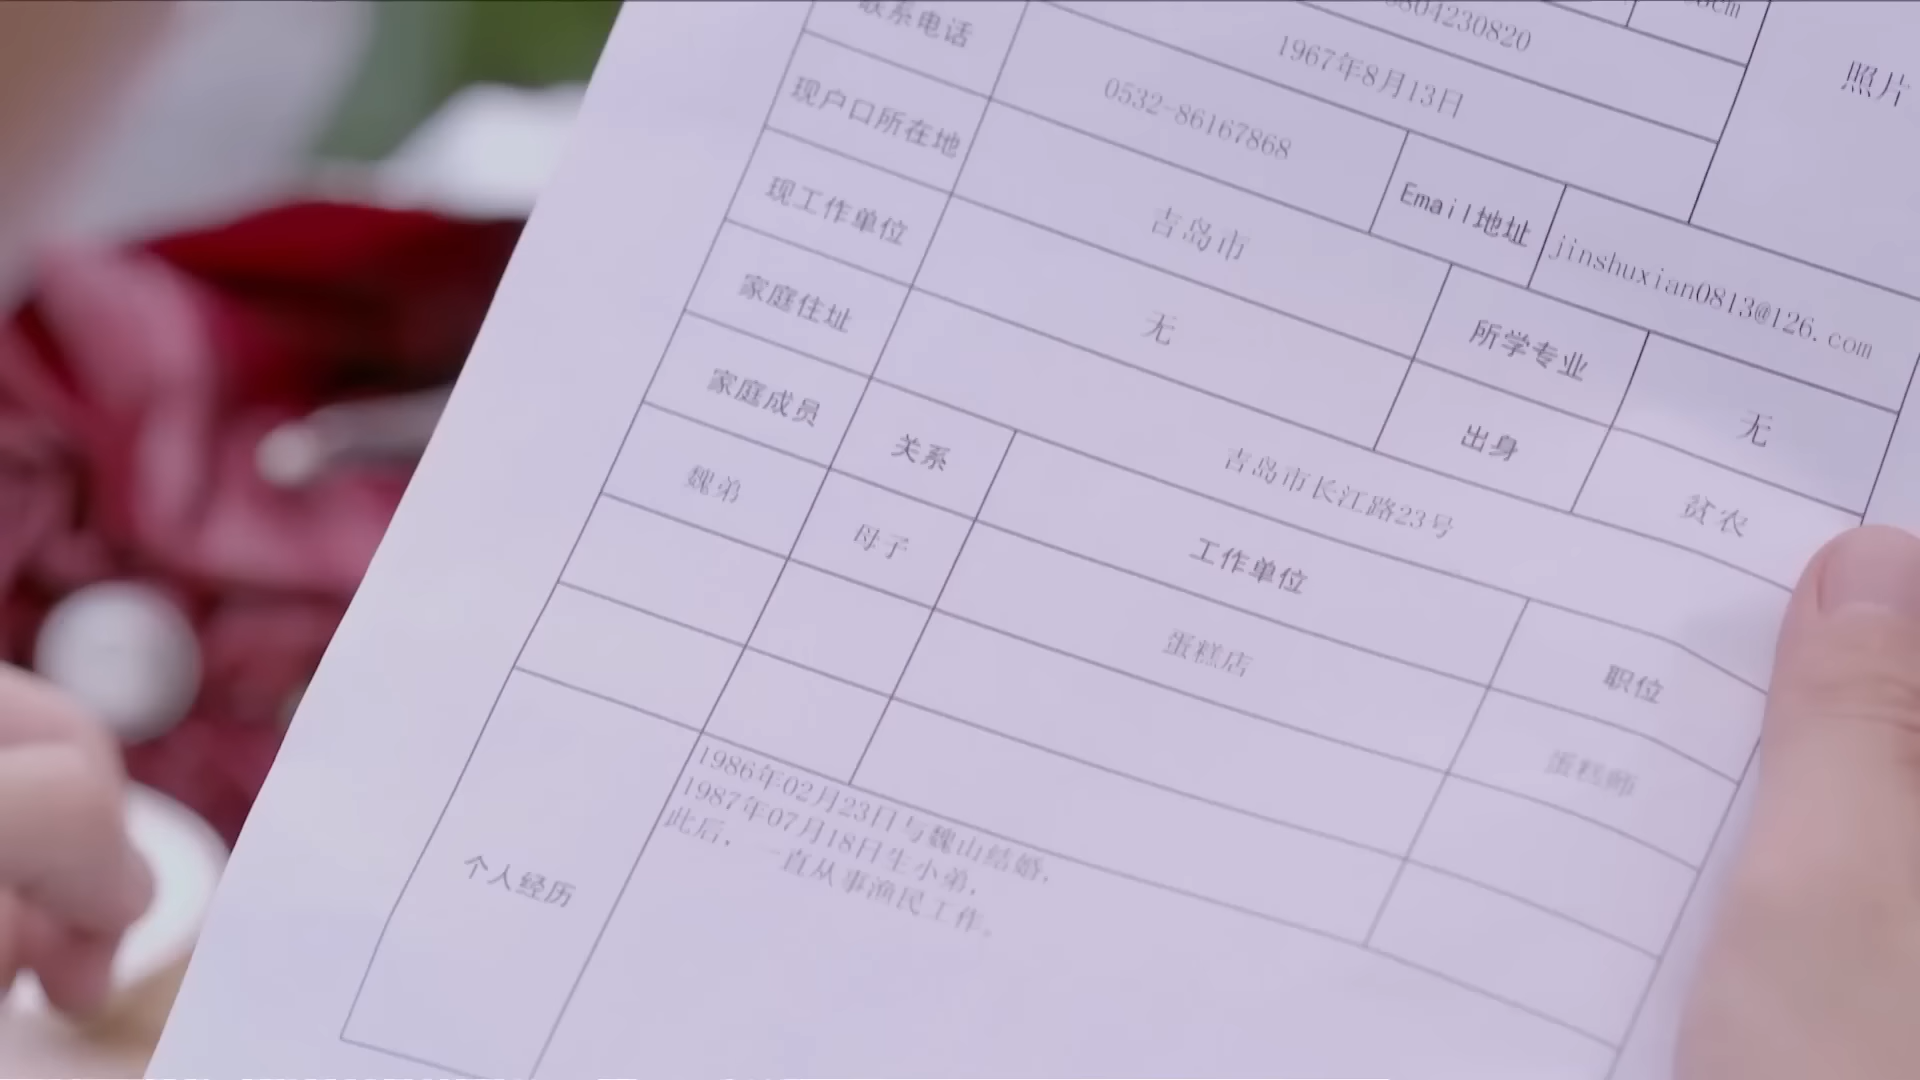 照片
1967年8月13日
联系电话
0532-86167868
Email地址
jinshuxian0813@126.com
现户口所在地
吉岛市
所学专业
无
现工作单位
无
出身
贫农
家庭住址
吉岛市长江路23号
家庭成员
关系
工作单位
职位
魏弟
母子
蛋糕店
蛋糕师
个人经历
1986年02月23日与魏山结婚，
1987年07月18日生小弟，
此后，一直从事渔民工作。